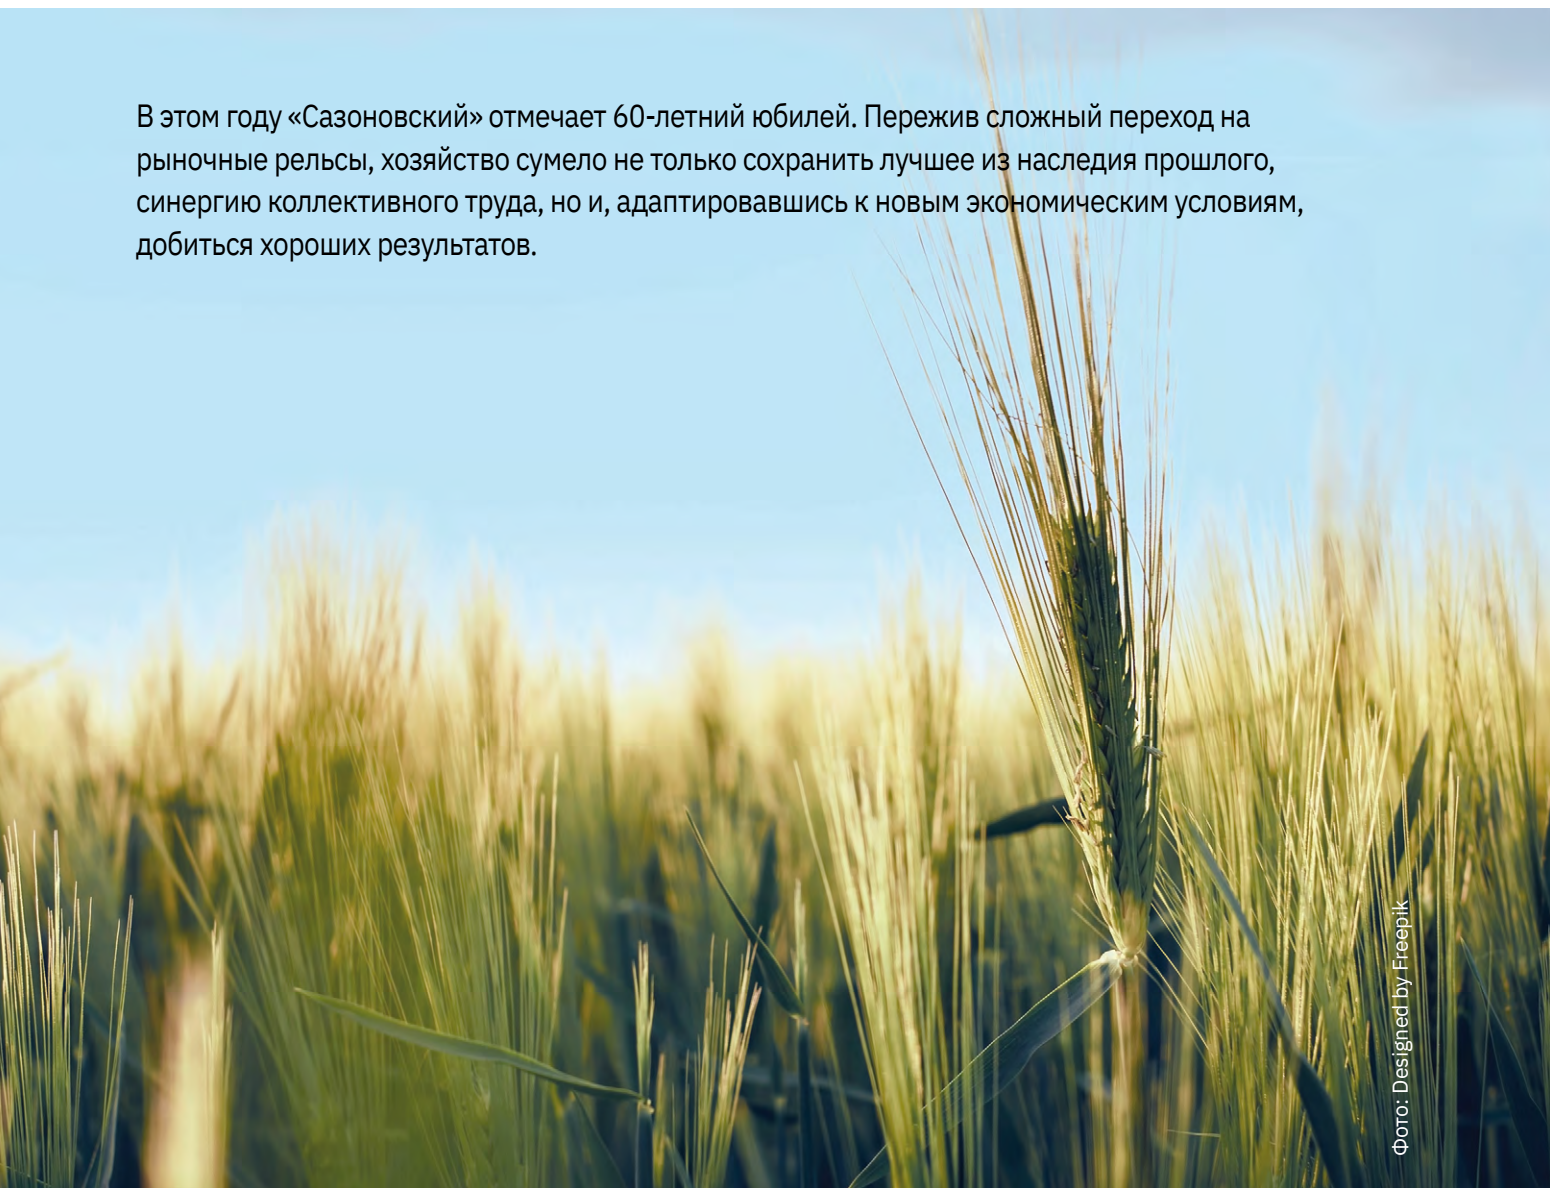 В этом году «Сазоновский» отмечает 60-летний юбилей. Пережив сложный переход на
рыночные рельсы, хозяйство сумело не только сохранить лучшее из наследия прошлого,
синергию коллективного труда, но и, адаптировавшись к новым экономическим условиям,
добиться хороших результатов.
Фото: Designed by Freepik